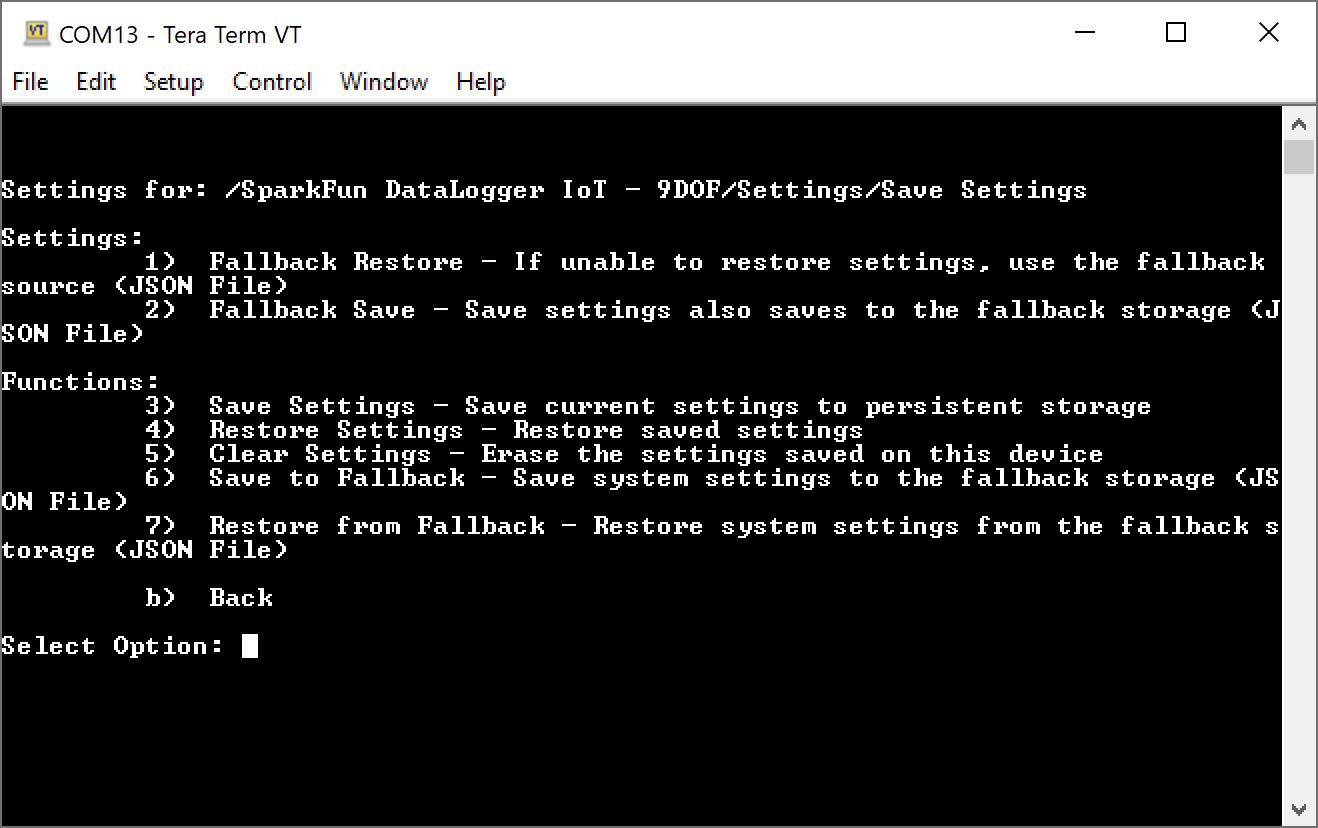 COM13 - Tera Term VT
File Edit Setup Control Window Help
Settings for: /SparkFun DataLogger IoT - 9DOF/Settings/Save Settings
Settings:
1) Fallback Restore - If unable to restore settings, use the fallback
source (JSON File)
2) Fallback Save - Save settings also saves to the fallback storage (J
SON File)
Functions:
3) Save Settings - Save current settings to persistent storage
4) Restore Settings - Restore saved settings
5) Clear Settings - Erase the settings saved on this device
6) Save to Fallback - Save system settings to the fallback storage (JS
ON File)
7) Restore from Fallback - Restore system settings from the fallback s
torage (JSON File)
b) Back
Select Option: